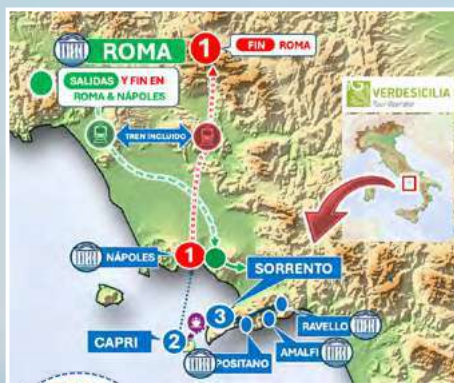 ROMA
1
FIN ROMA
SALIDAS Y FIN EN
ROMA & NÁPOLES
VERDESICILIA
Tour Operator
TREN INCLUIDO
NÁPOLES
1
SORRENTO
3
CAPRI
2
RAVELLO
AMALFI
POSITANO